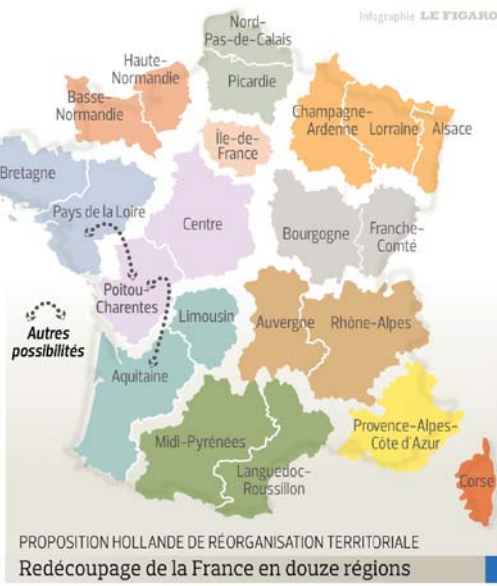 Infographie LE FIGARO
Nord-
Pas-de-Calais
Haute-
Normandie
Picardie
Basse-
Normandie
Île-de-
France
Champagne-
Ardenne
Lorraine
Alsace
Bretagne
Pays de la Loire
Centre
Bourgogne
Franche-
Comté
Poitou-
Charentes
Limousin
Auvergne
Rhône-Alpes
Autres
possibilités
Aquitaine
Midi-Pyrénées
Provence-Alpes-
Côte d'Azur
Languedoc-
Roussillon
Corse
PROPOSITION HOLLANDE DE RÉORGANISATION TERRITORIALE
Redécoupage de la France en douze régions